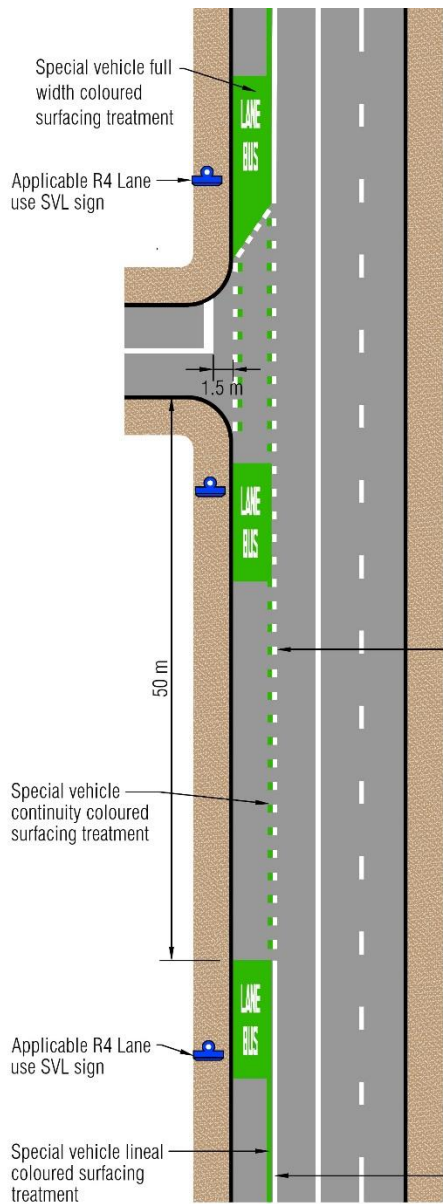 Special vehicle full
width coloured
surfacing treatment
LANE
BUS
Applicable R4 Lane
use SVL sign
1.5 m
LANE
BUS
50 m
Special vehicle
continuity coloured
surfacing treatment
LANE
BUS
Applicable R4 Lane
use SVL sign
Special vehicle lineal
coloured surfacing
treatment